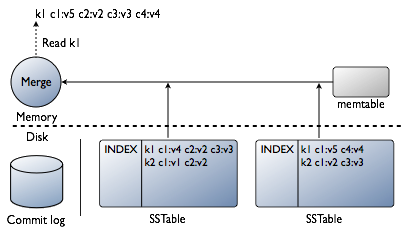 k1 c1:v5 c2:v2 c3:v3 c4:v4
Read k1
Merge
memtable
Memory
Disk
INDEX k1 c1:v4 c2:v2 c3:v3
k2 c1:v1 c2:v2
INDEX k1 c1:v5 c4:v4
k2 c1:v2 c3:v3
Commit log
SSTable
SSTable